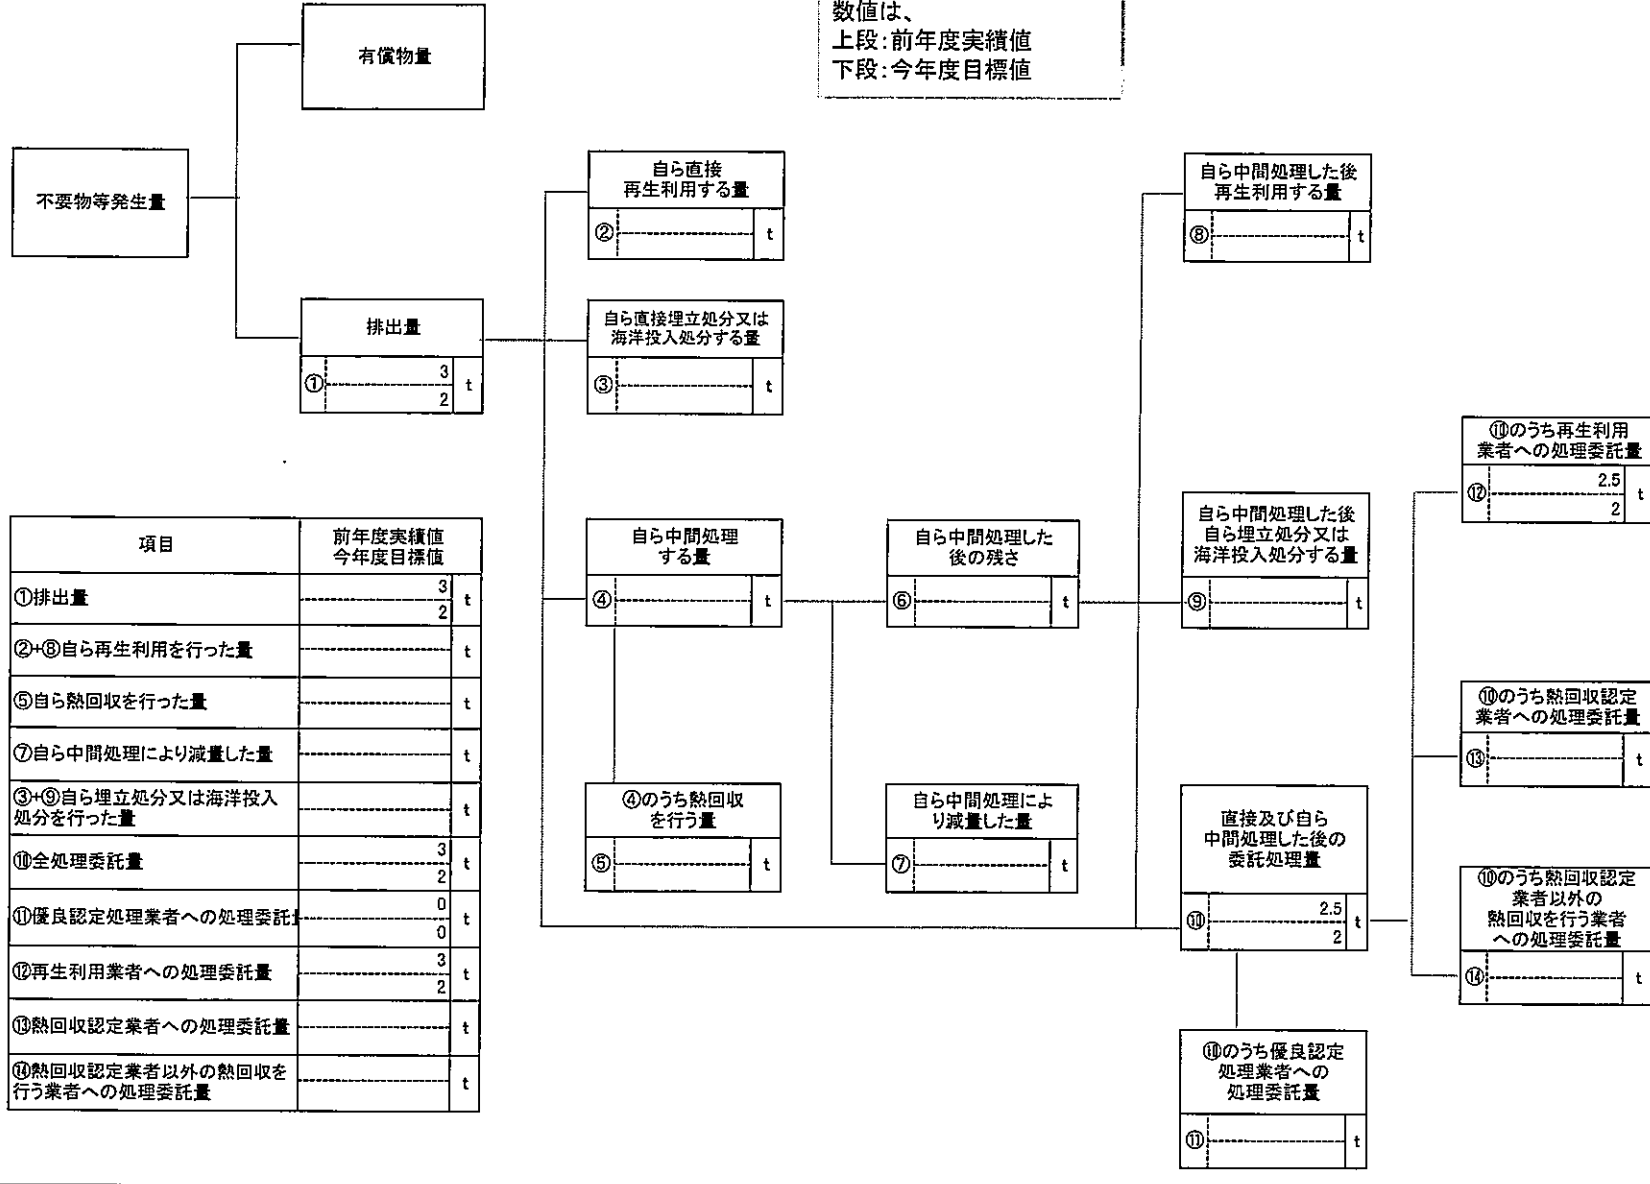 数値は、
上段:前年度実績値
下段:今年度目標値
有償物量
不要物等発生量
排出量
① 3 t
2
自ら直接
再生利用する量
② t
自ら直接埋立処分又は
海洋投入処分する量
③ t
自ら中間処理
する量
④ t
④のうち熱回収
を行う量
⑤ t
自ら中間処理した
後の残さ
⑥ t
自ら中間処理によ
り減量した量
⑦ t
自ら中間処理した後
再生利用する量
⑧ t
自ら中間処理した後
自ら埋立処分又は
海洋投入処分する量
⑨ t
直接及び自ら
中間処理した後の
委託処理量
⑩ 2.5 t
2
⑩のうち優良認定
処理業者への
処理委託量
⑪ t
⑩のうち再生利用
業者への処理委託量
⑫ 2.5 t
2
⑩のうち熱回収認定
業者への処理委託量
⑬ t
⑩のうち熱回収認定
業者以外の
熱回収を行う業者
への処理委託量
⑭ t
項目 前年度実績値
今年度目標値
①排出量 3 t
2
②+⑧自ら再生利用を行った量 t
⑤自ら熱回収を行った量 t
⑦自ら中間処理により減量した量 t
③+⑨自ら埋立処分又は海洋投入
処分を行った量 t
⑩全処理委託量 3 t
2
⑪優良認定処理業者への処理委託 0 t
0
⑫再生利用業者への処理委託量 3 t
2
⑬熱回収認定業者への処理委託量 t
⑭熱回収認定業者以外の熱回収を
行う業者への処理委託量 t